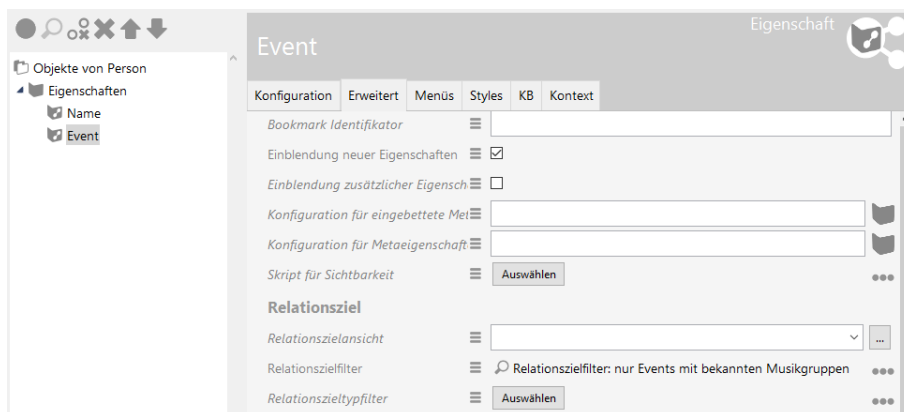 Objekte von Person
Eigenschaften
Name
Event
Eigenschaft
Event
Konfiguration Erweitert Menüs Styles KB Kontext
Bookmark Identifikator
Einblendung neuer Eigenschaften
Einblendung zusätzlicher Eigensch
Konfiguration für eingebettete Met
Konfiguration für Metaeigenschaft
Skript für Sichtbarkeit Auswählen
Relationsziel
Relationszielansicht ...
Relationszielfilter Relationszielfilter: nur Events mit bekannten Musikgruppen
Relationszieltypfilter Auswählen